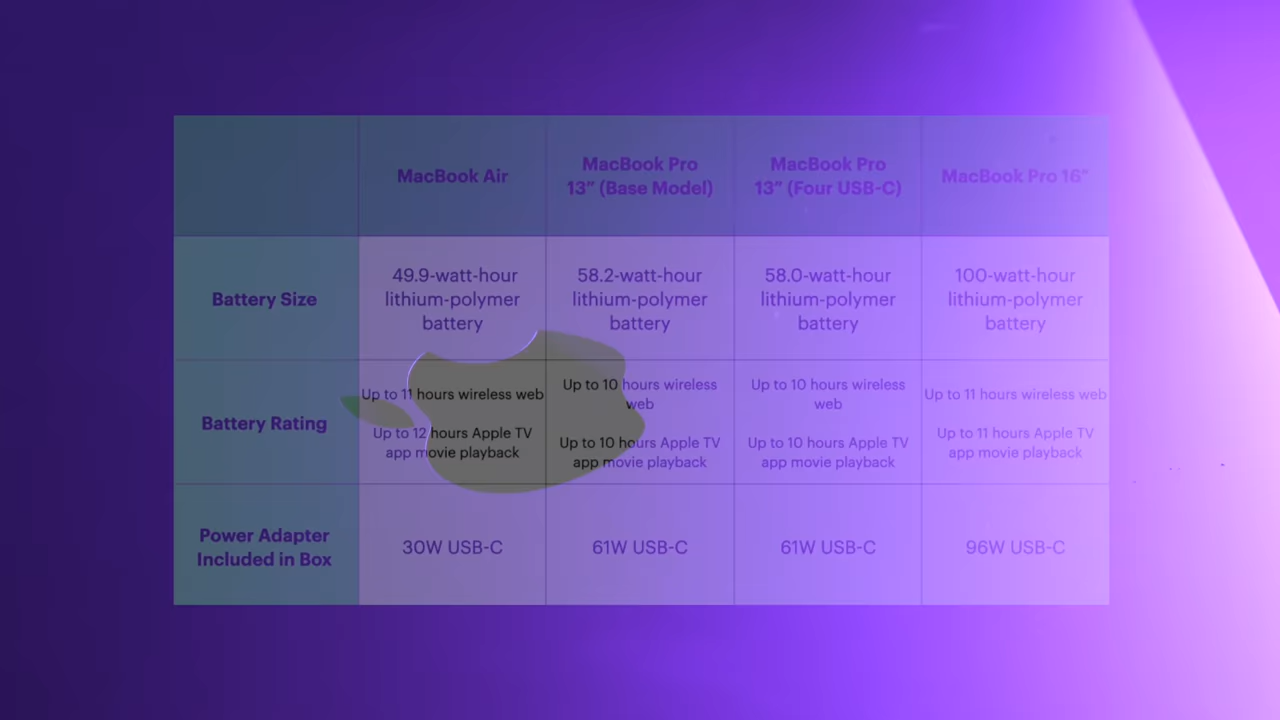 MacBook Air
MacBook Pro
13” (Base Model)
MacBook Pro
13” (Four USB-C)
MacBook Pro 16”
Battery Size
49.9-watt-hour
lithium-polymer
battery
58.2-watt-hour
lithium-polymer
battery
58.0-watt-hour
lithium-polymer
battery
100-watt-hour
lithium-polymer
battery
Battery Rating
Up to 11 hours wireless web
Up to 12 hours Apple TV
app movie playback
Up to 10 hours wireless
web
Up to 10 hours Apple TV
app movie playback
Up to 10 hours wireless
web
Up to 10 hours Apple TV
app movie playback
Up to 11 hours wireless web
Up to 11 hours Apple TV
app movie playback
Power Adapter
Included in Box
30W USB-C
61W USB-C
61W USB-C
96W USB-C